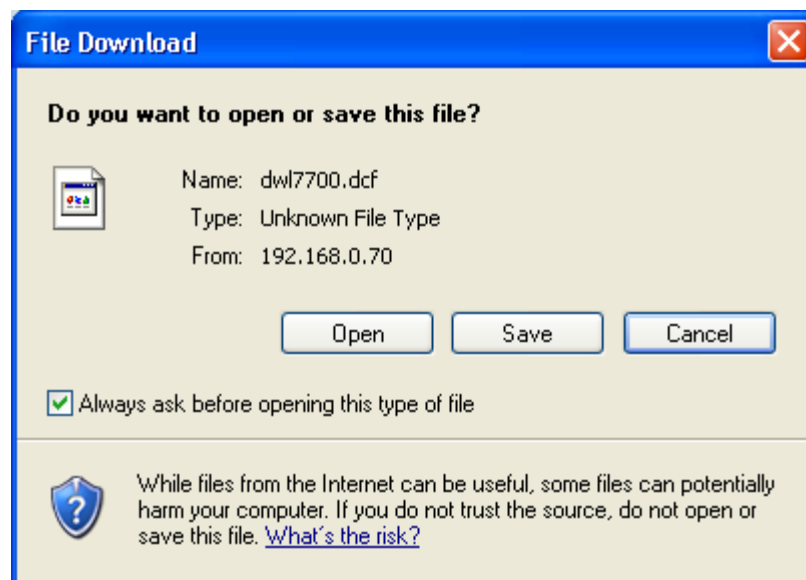 File Download
Do you want to open or save this file?
Name: dwl7700.dcf
Type: Unknown File Type
From: 192.168.0.70
Open Save Cancel
Always ask before opening this type of file
While files from the Internet can be useful, some files can potentially
harm your computer. If you do not trust the source, do not open or
save this file. What's the risk?